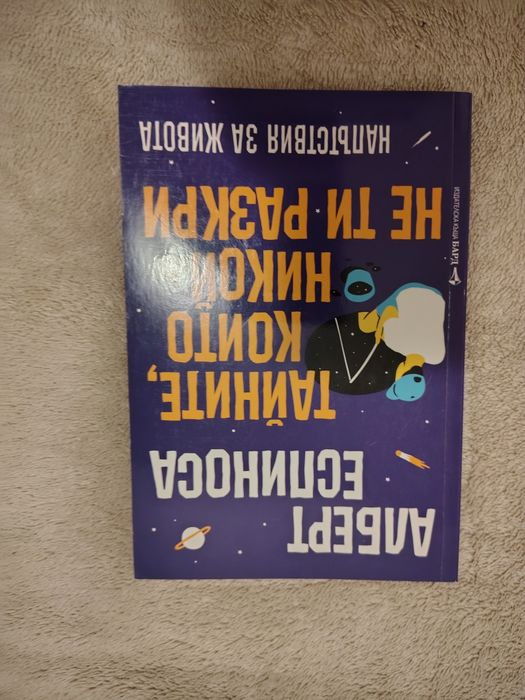 АЛБЕРТ
ЕСПИНОСА
ТАЙНИТЕ,
КОИТО
НИКОЙ
НЕ ТИ РАЗКРИ
НАПЪТСТВИЯ ЗА ЖИВОТА
ИЗДАТЕЛСКА КЪЩА БАРД